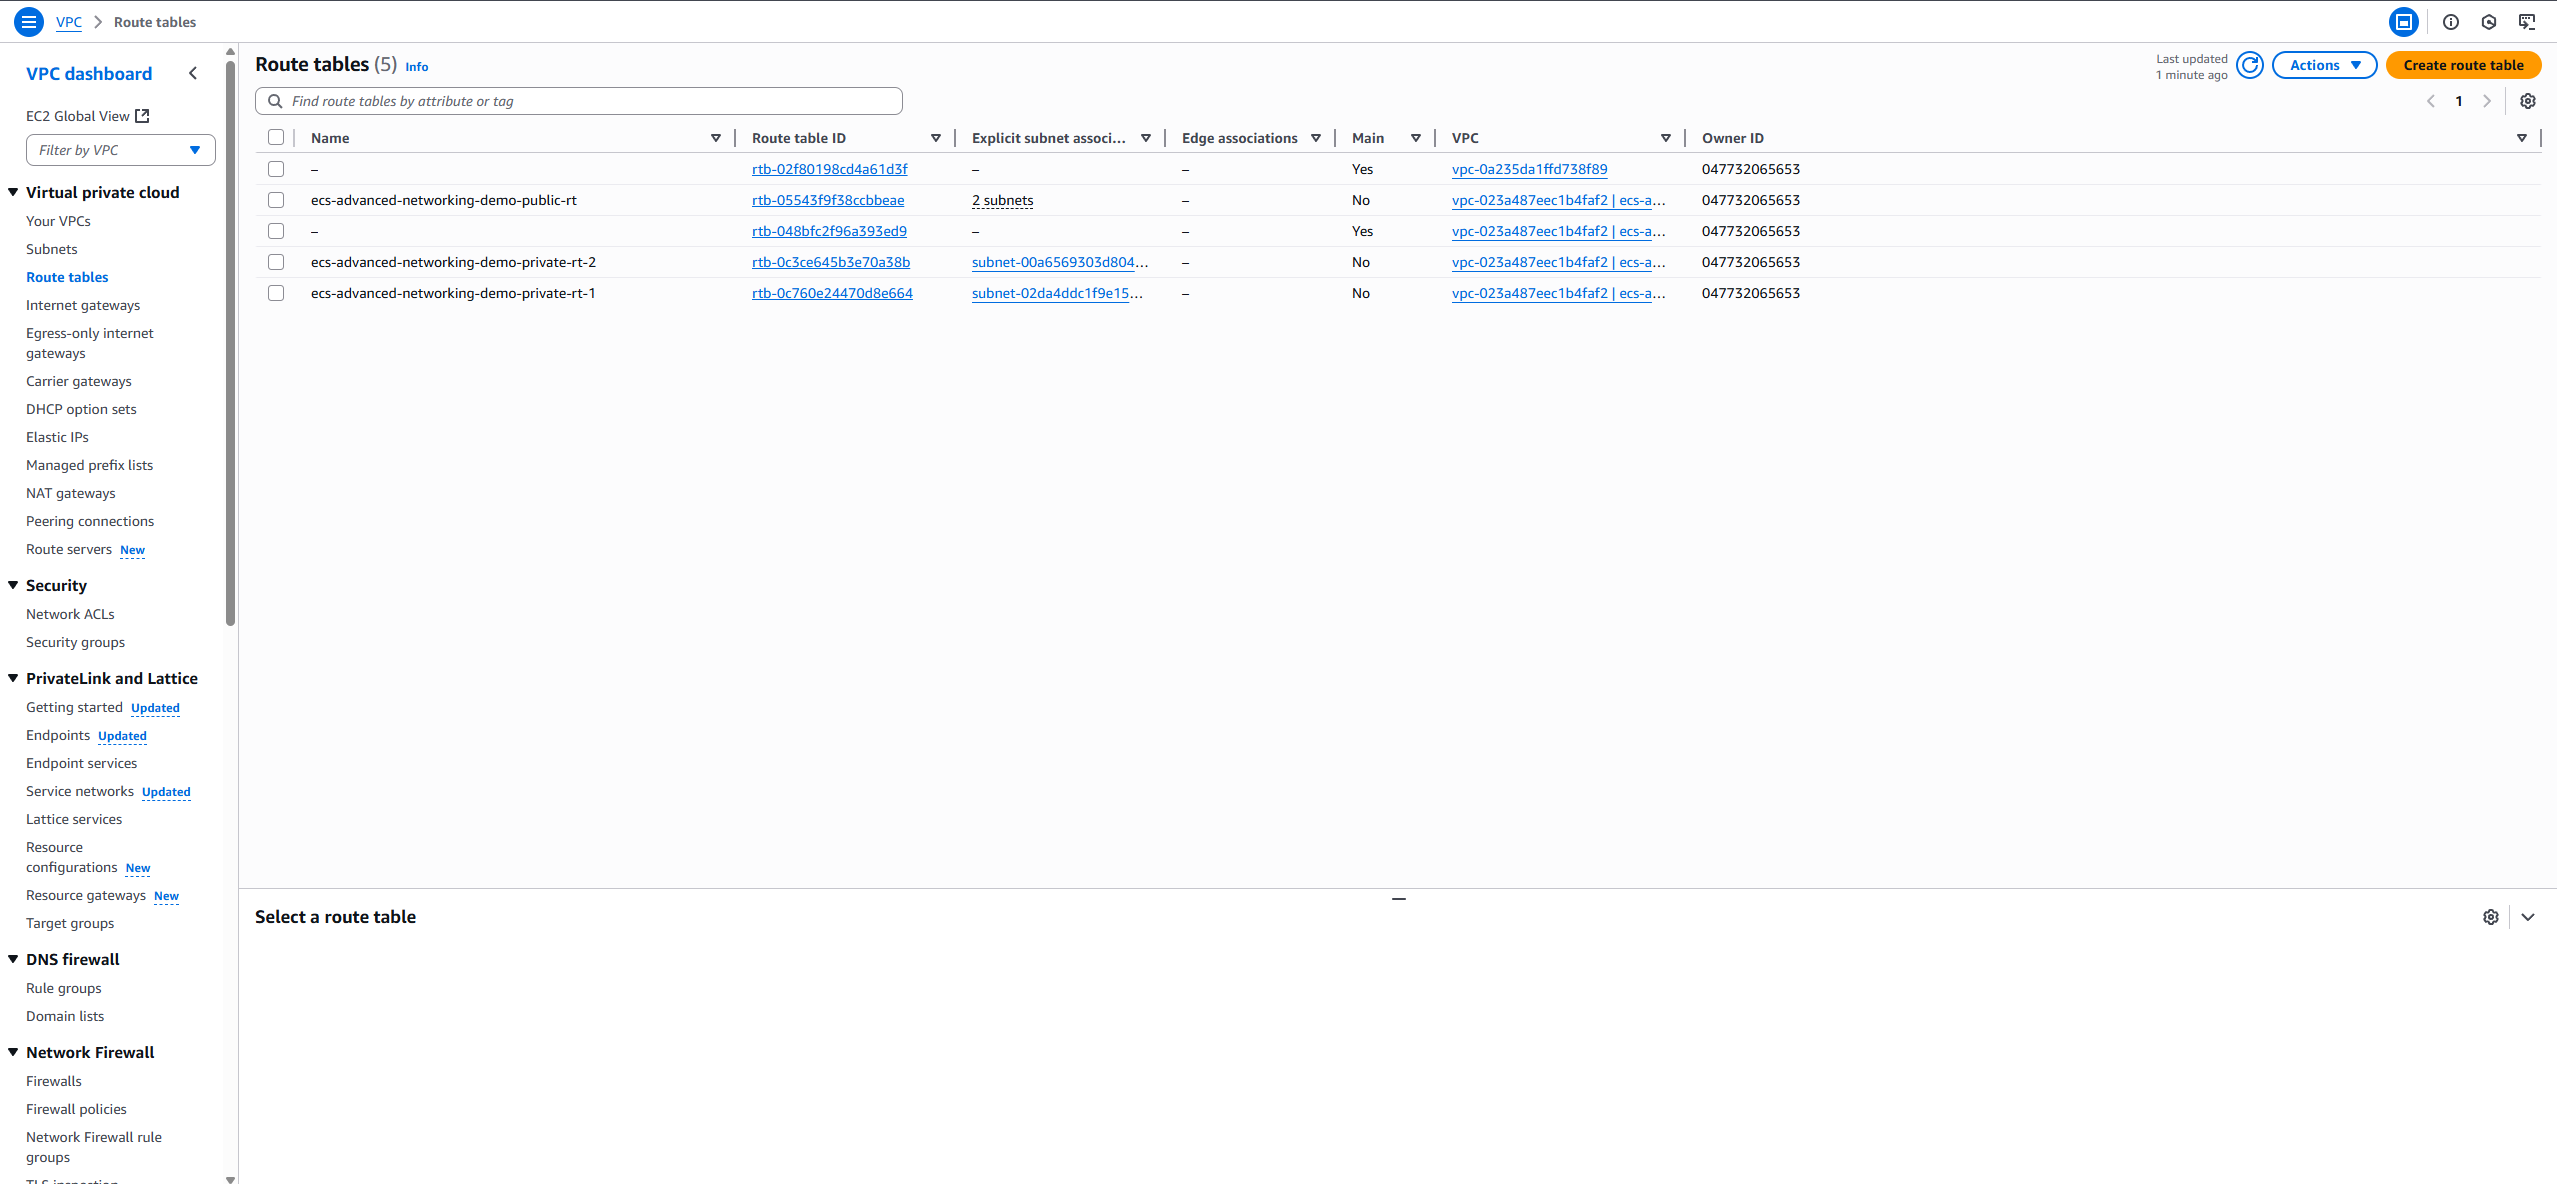 VPC > Route tables
VPC dashboard
EC2 Global View
Filter by VPC
Virtual private cloud
Your VPCs
Subnets
Route tables
Internet gateways
Egress-only internet
gateways
Carrier gateways
DHCP option sets
Elastic IPs
Managed prefix lists
NAT gateways
Peering connections
Route servers New
Security
Network ACLs
Security groups
PrivateLink and Lattice
Getting started Updated
Endpoints Updated
Endpoint services
Service networks Updated
Lattice services
Resource
configurations New
Resource gateways New
Target groups
DNS firewall
Rule groups
Domain lists
Network Firewall
Firewalls
Firewall policies
Network Firewall rule
groups
Route tables (5) Info
Last updated
1 minute ago
Actions
Create route table
Find route tables by attribute or tag
1
Name Route table ID Explicit subnet associ... Edge associations Main VPC Owner ID
– rtb-02f80198cd4a61d3f – – Yes vpc-0a235da1ffd738f89 047732065653
ecs-advanced-networking-demo-public-rt rtb-05543f9f38ccbbeae 2 subnets – No vpc-023a487eec1b4faf2 | ecs-a... 047732065653
– rtb-048bfc2f96a393ed9 – – Yes vpc-023a487eec1b4faf2 | ecs-a... 047732065653
ecs-advanced-networking-demo-private-rt-2 rtb-0c3ce645b3e70a38b subnet-00a6569303d804... – No vpc-023a487eec1b4faf2 | ecs-a... 047732065653
ecs-advanced-networking-demo-private-rt-1 rtb-0c760e24470d8e664 subnet-02da4ddc1f9e15... – No vpc-023a487eec1b4faf2 | ecs-a... 047732065653
Select a route table